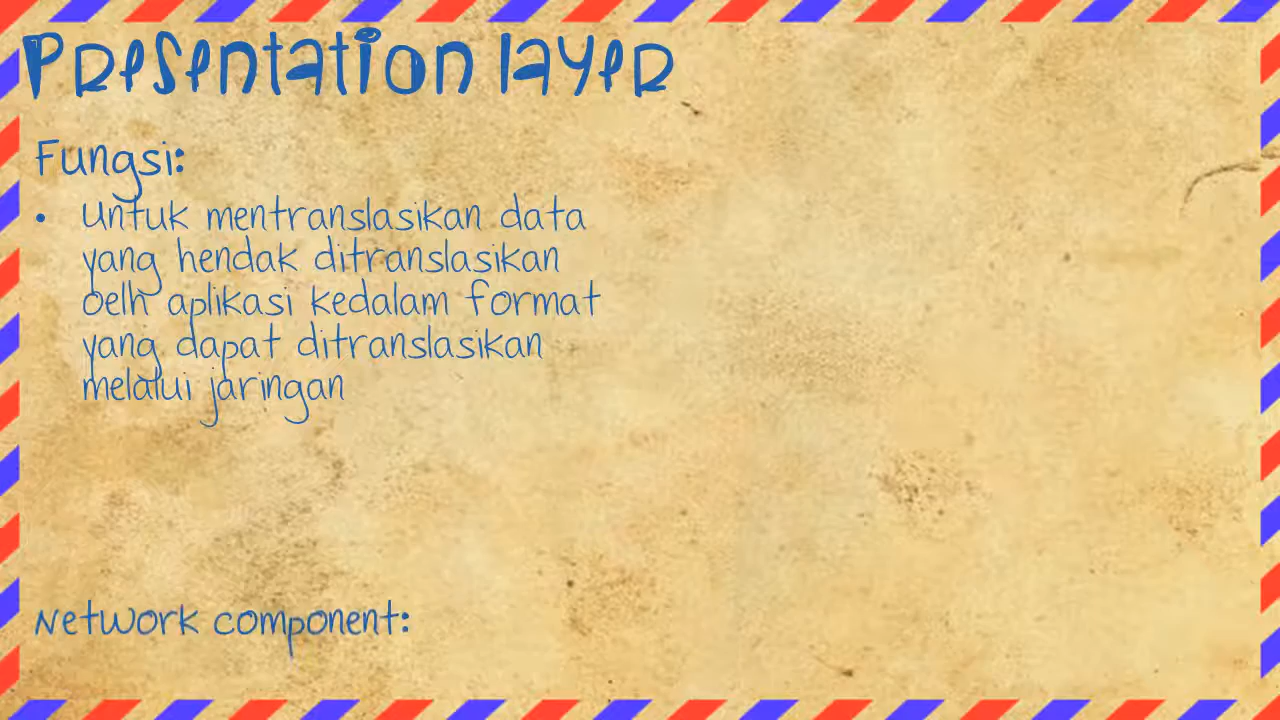 Presentation layer
Fungsi:
• Untuk mentranslasikan data
yang hendak ditranslasikan
oelh aplikasi kedalam format
yang dapat ditranslasikan
melalui jaringan
Network component: